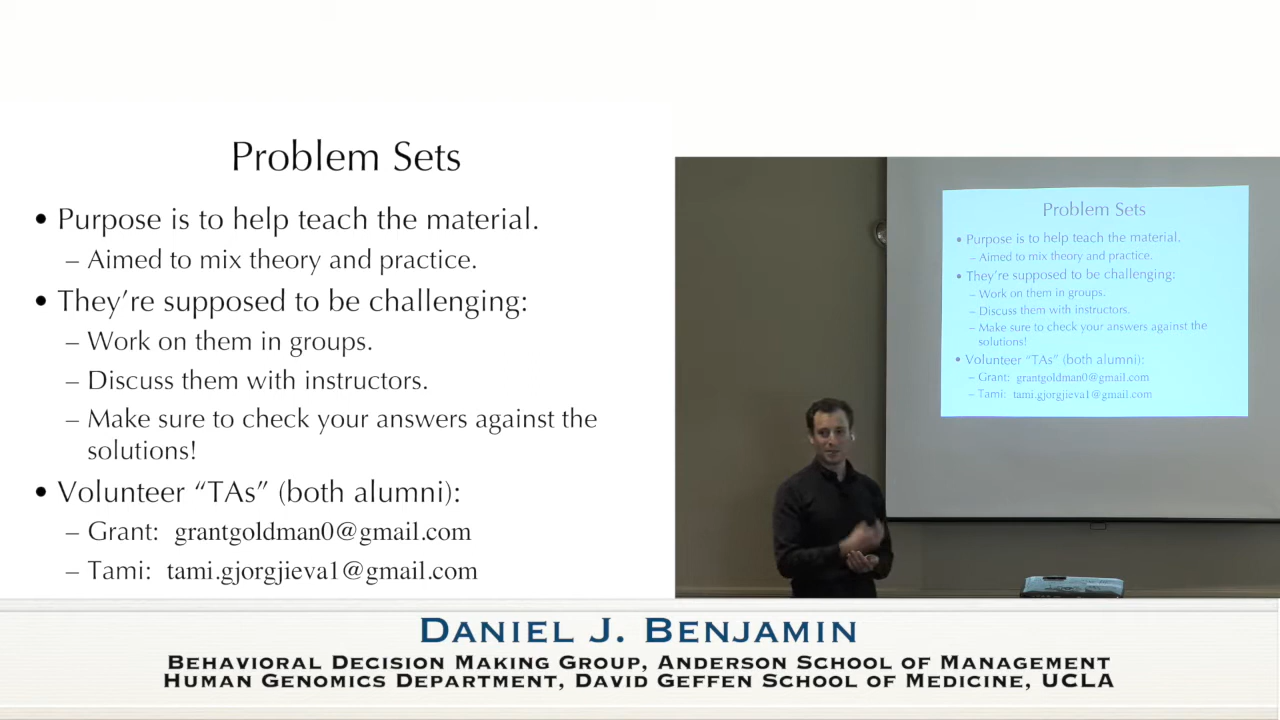 Problem Sets
• Purpose is to help teach the material.
– Aimed to mix theory and practice.
• They're supposed to be challenging:
– Work on them in groups.
– Discuss them with instructors.
– Make sure to check your answers against the
solutions!
• Volunteer “TAs” (both alumni):
– Grant: grantgoldman0@gmail.com
– Tami: tami.gjorgjieva1@gmail.com
Problem Sets
• Purpose is to help teach the material.
– Aimed to mix theory and practice.
• They're supposed to be challenging:
– Work on them in groups.
– Discuss them with instructors.
– Make sure to check your answers against the
solutions!
• Volunteer “TAs” (both alumni):
– Grant: grantgoldman0@gmail.com
– Tami: tami.gjorgjieva1@gmail.com
DANIEL J. BENJAMIN
BEHAVIORAL DECISION MAKING GROUP, ANDERSON SCHOOL OF MANAGEMENT
HUMAN GENOMICS DEPARTMENT, DAVID GEFFEN SCHOOL OF MEDICINE, UCLA